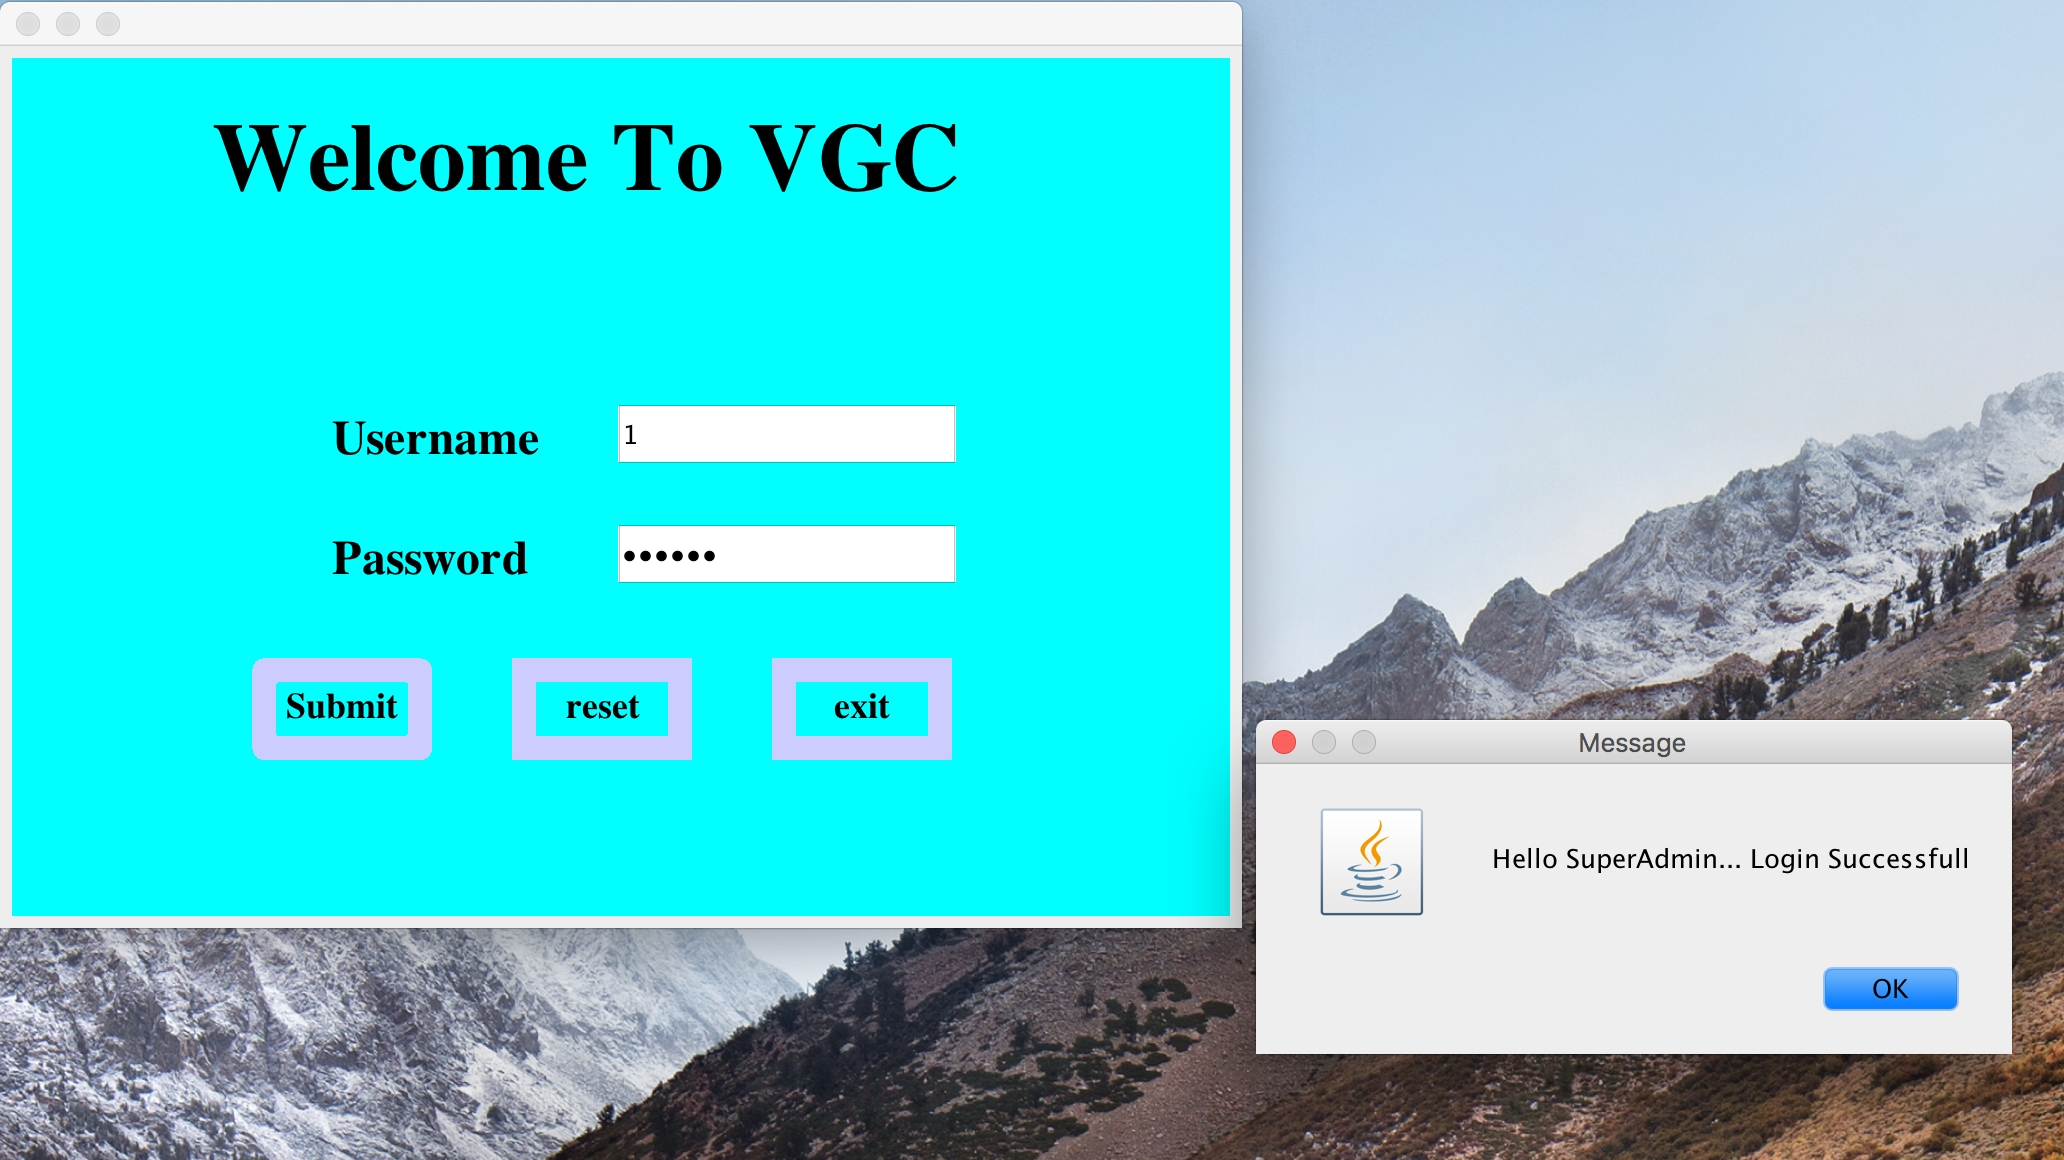 Welcome To VGC
Username 1
Password ••••••
Submit reset exit
Message
Hello SuperAdmin... Login Successfull
OK